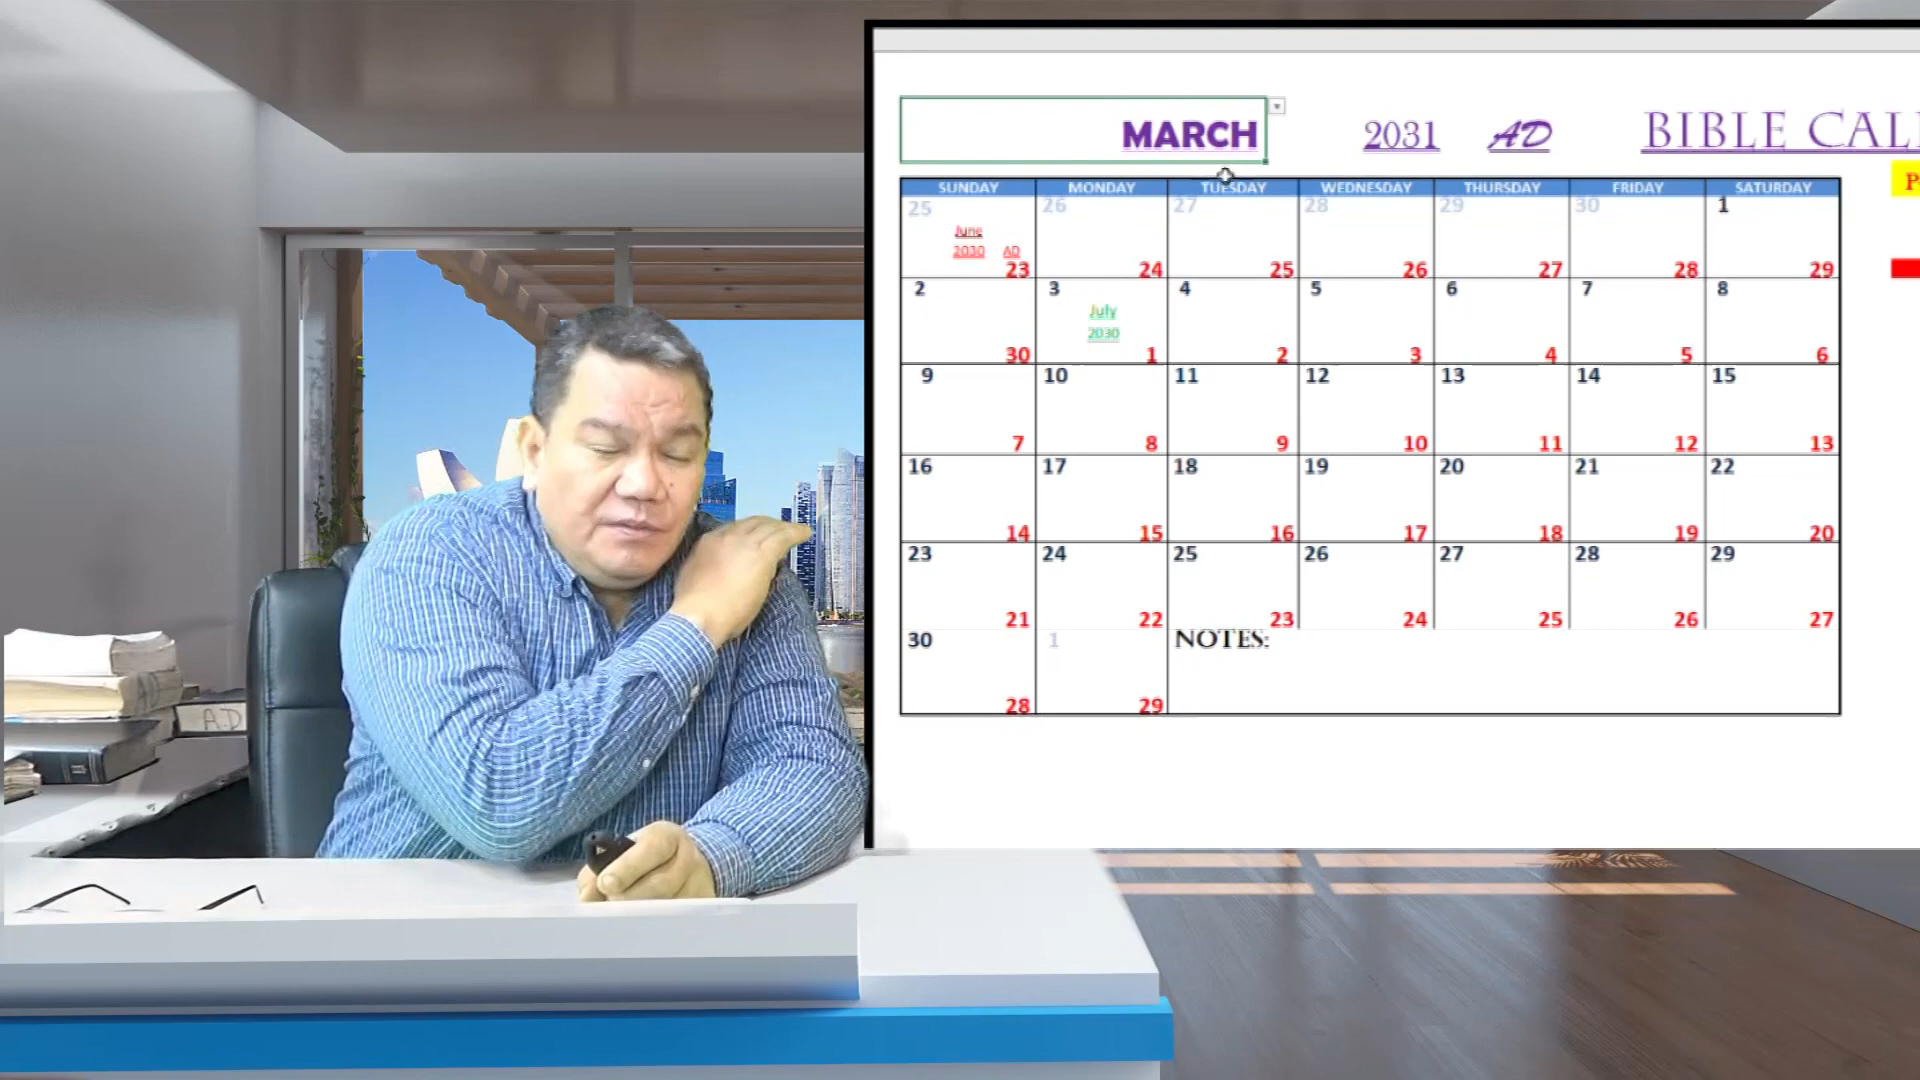 MARCH 2031 AD BIBLE CAL
P
SUNDAY MONDAY TUESDAY WEDNESDAY THURSDAY FRIDAY SATURDAY
25 26 27 28 29 30 1
June
2030 AD
23 24 25 26 27 28 29
2 3 4 5 6 7 8
July
2030
30 1 2 3 4 5 6
9 10 11 12 13 14 15
7 8 9 10 11 12 13
16 17 18 19 20 21 22
14 15 16 17 18 19 20
23 24 25 26 27 28 29
21 22 23 24 25 26 27
30 1 NOTES:
28 29
A.D